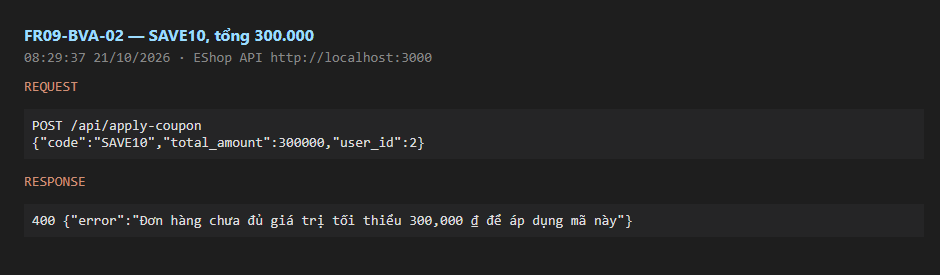 FR09-BVA-02 — SAVE10, tổng 300.000
08:29:37 21/10/2026 · EShop API http://localhost:3000
REQUEST
POST /api/apply-coupon
{"code":"SAVE10","total_amount":300000,"user_id":2}
RESPONSE
400 {"error":"Đơn hàng chưa đủ giá trị tối thiểu 300,000 ₫ để áp dụng mã này"}